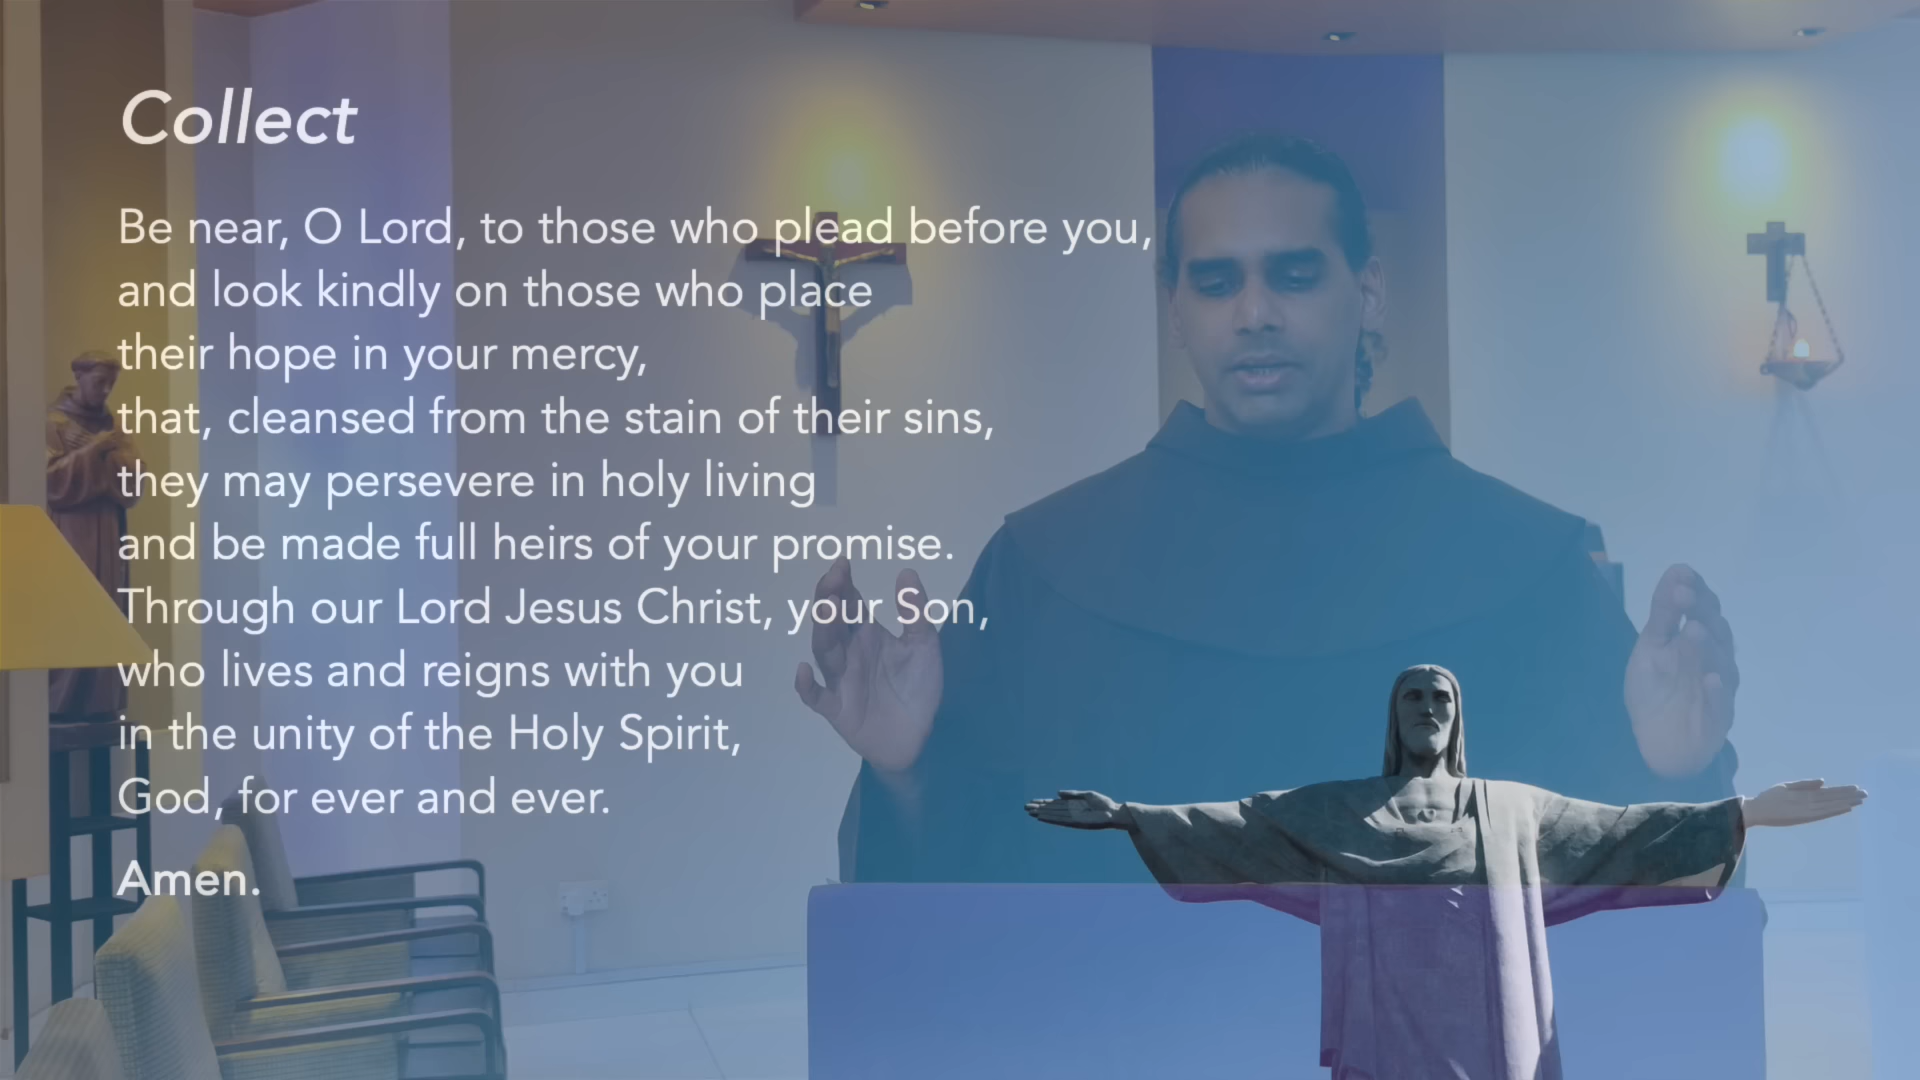 Collect
Be near, O Lord, to those who plead before you,
and look kindly on those who place
their hope in your mercy,
that, cleansed from the stain of their sins,
they may persevere in holy living
and be made full heirs of your promise.
Through our Lord Jesus Christ, your Son,
who lives and reigns with you
in the unity of the Holy Spirit,
God, for ever and ever.
Amen.